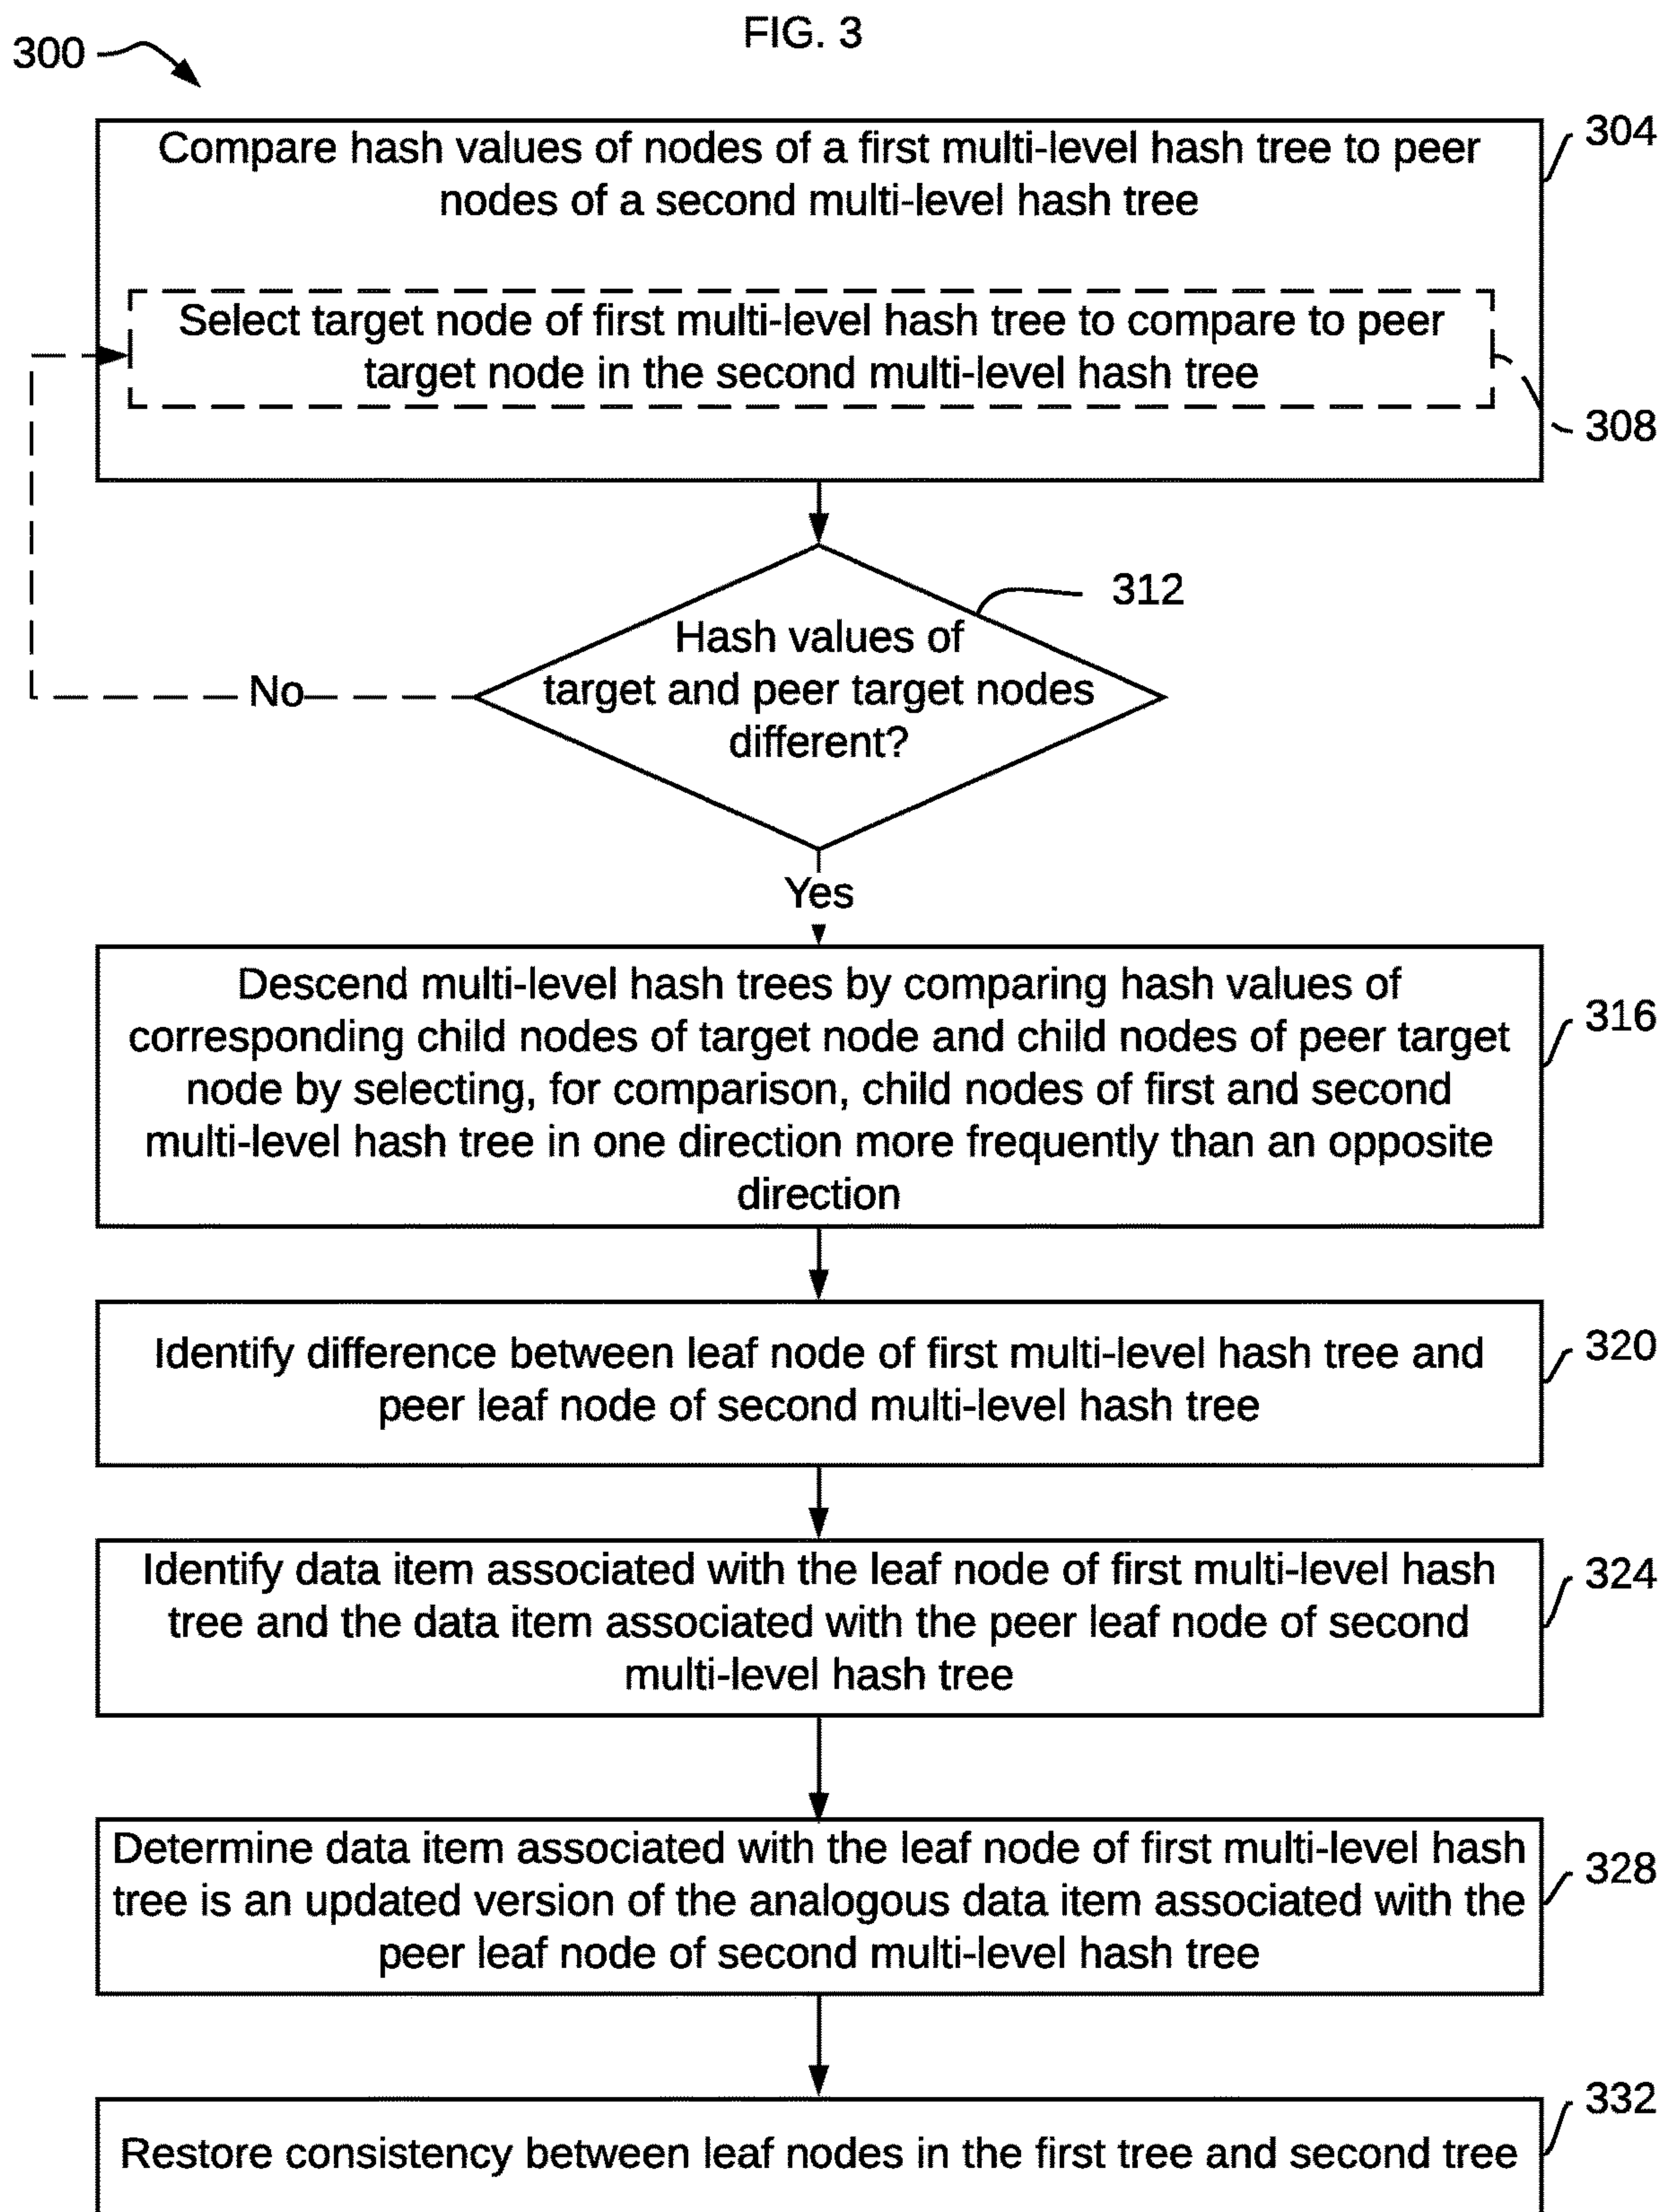 FIG. 3
300
304
Compare hash values of nodes of a first multi-level hash tree to peer
nodes of a second multi-level hash tree
Select target node of first multi-level hash tree to compare to peer
target node in the second multi-level hash tree
308
312
Hash values of
target and peer target nodes
different?
No
Yes
Descend multi-level hash trees by comparing hash values of
corresponding child nodes of target node and child nodes of peer target
node by selecting, for comparison, child nodes of first and second
multi-level hash tree in one direction more frequently than an opposite
direction
316
Identify difference between leaf node of first multi-level hash tree and
peer leaf node of second multi-level hash tree
320
Identify data item associated with the leaf node of first multi-level hash
tree and the data item associated with the peer leaf node of second
multi-level hash tree
324
Determine data item associated with the leaf node of first multi-level hash
tree is an updated version of the analogous data item associated with the
peer leaf node of second multi-level hash tree
328
332
Restore consistency between leaf nodes in the first tree and second tree